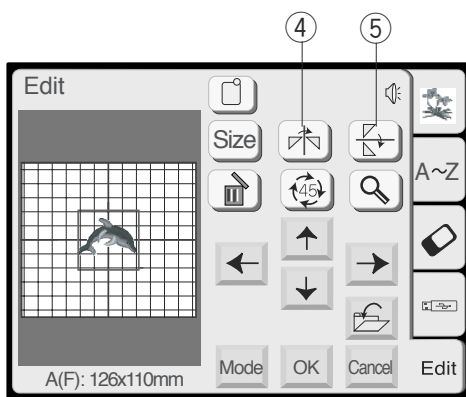 ④ ⑤
Edit
Size
A~Z
45
Mode OK Cancel Edit
A(F): 126x110mm